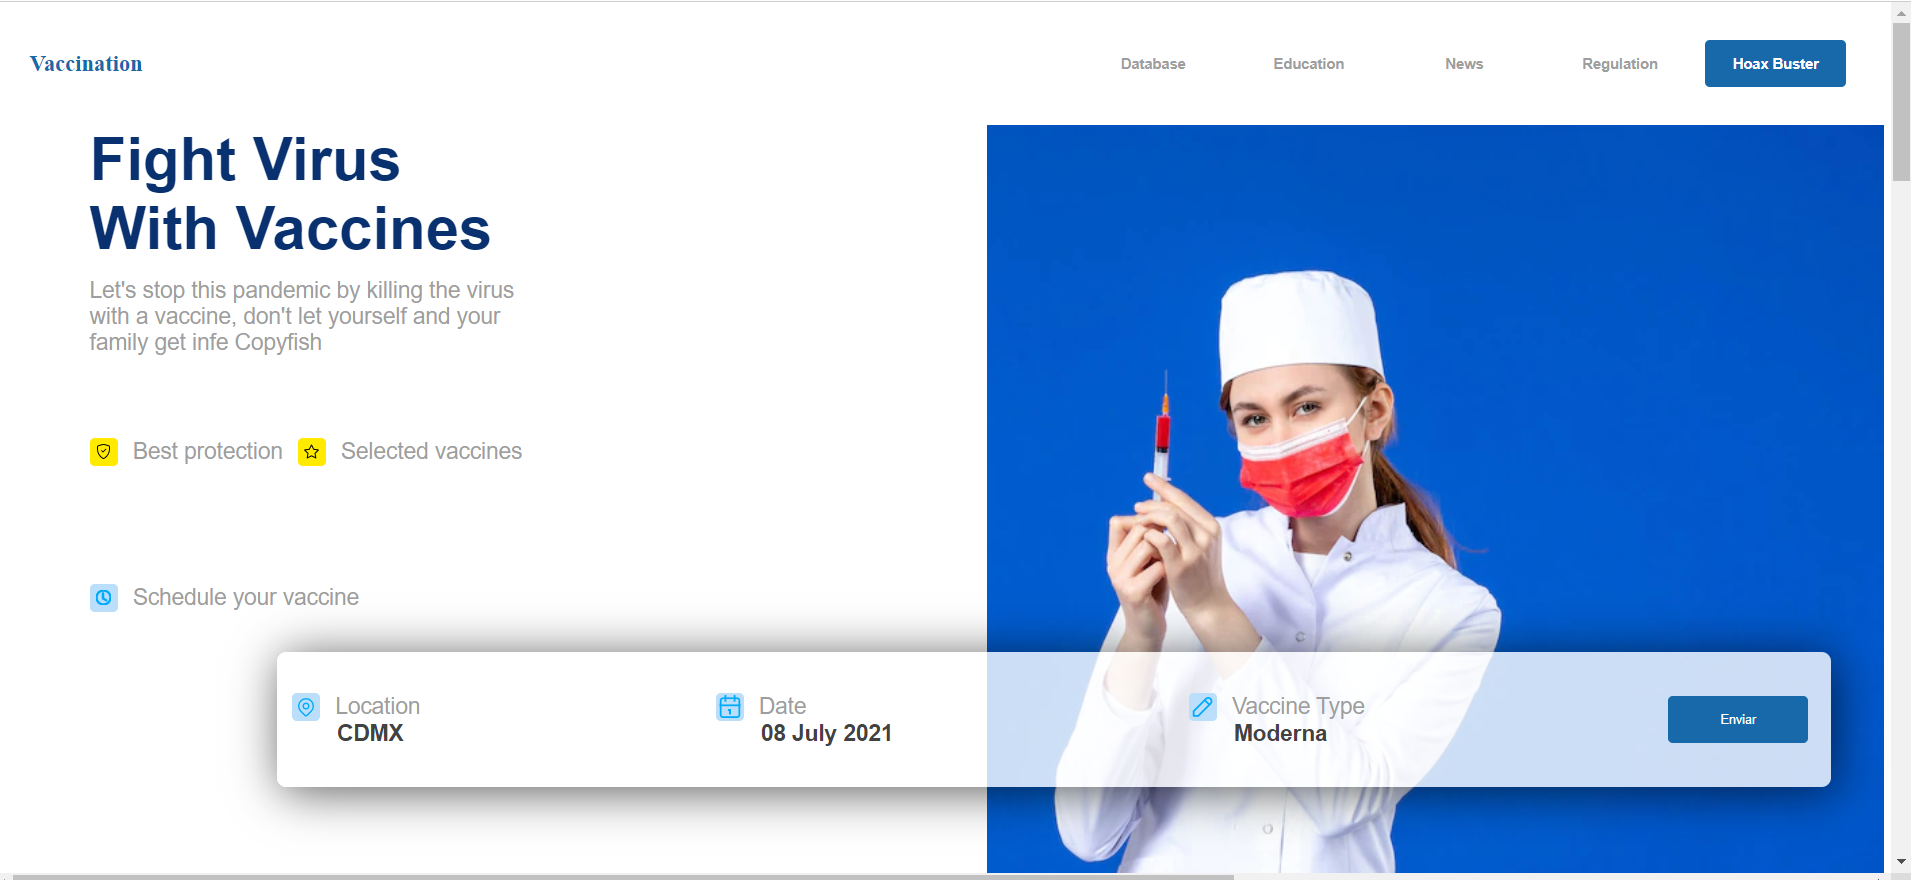 Vaccination
Database
Education
News
Regulation
Hoax Buster
Fight Virus
With Vaccines
Let's stop this pandemic by killing the virus
with a vaccine, don't let yourself and your
family get infe Copyfish
Best protection
Selected vaccines
Schedule your vaccine
Location
CDMX
Date
08 July 2021
Vaccine Type
Moderna
Enviar